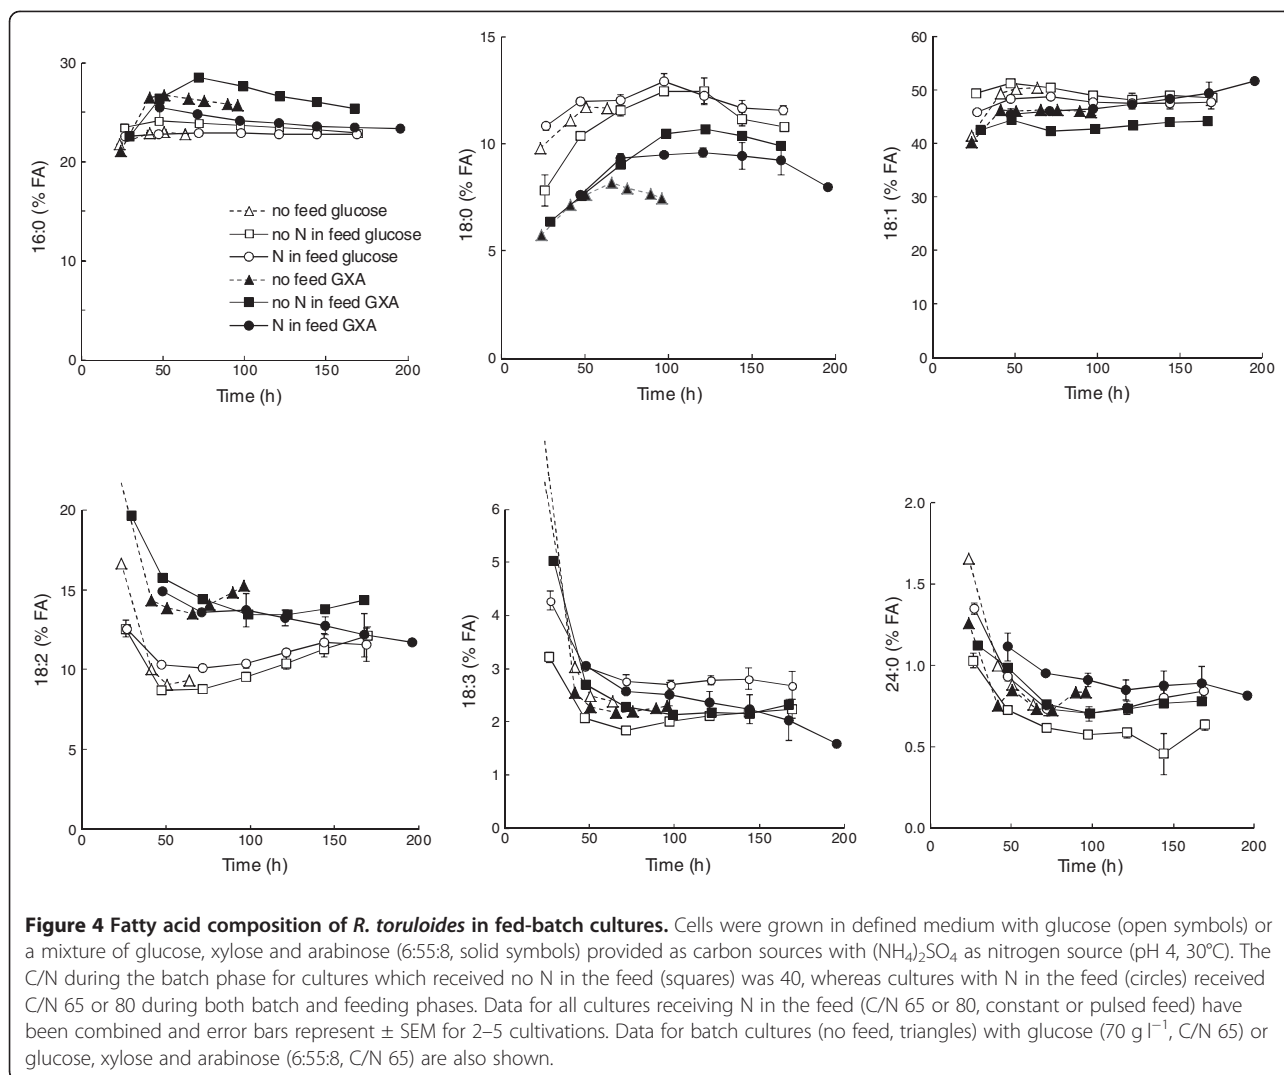 30
20
10
0
0 50 100 150 200
16:0 (% FA)
Time (h)
no feed glucose
no N in feed glucose
N in feed glucose
no feed GXA
no N in feed GXA
N in feed GXA
15
10
5
0
0 50 100 150 200
18:0 (% FA)
Time (h)
60
50
40
30
20
10
0
0 50 100 150 200
18:1 (% FA)
Time (h)
20
15
10
5
0
0 50 100 150 200
18:2 (% FA)
Time (h)
6
5
4
3
2
1
0
0 50 100 150 200
18:3 (% FA)
Time (h)
2.0
1.5
1.0
0.5
0.0
0 50 100 150 200
24:0 (% FA)
Time (h)
Figure 4 Fatty acid composition of R. toruloides in fed-batch cultures. Cells were grown in defined medium with glucose (open symbols) or
a mixture of glucose, xylose and arabinose (6:55:8, solid symbols) provided as carbon sources with (NH₄)₂SO₄ as nitrogen source (pH 4, 30°C). The
C/N during the batch phase for cultures which received no N in the feed (squares) was 40, whereas cultures with N in the feed (circles) received
C/N 65 or 80 during both batch and feeding phases. Data for all cultures receiving N in the feed (C/N 65 or 80, constant or pulsed feed) have
been combined and error bars represent ± SEM for 2–5 cultivations. Data for batch cultures (no feed, triangles) with glucose (70 g l⁻¹, C/N 65) or
glucose, xylose and arabinose (6:55:8, C/N 65) are also shown.